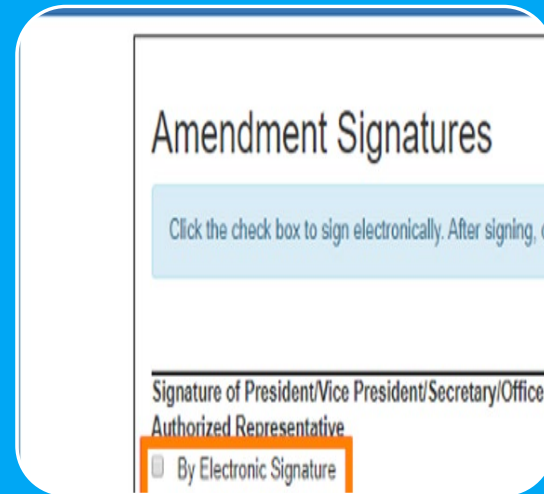 Amendment Signatures
Click the check box to sign electronically. After signing,
Signature of President/Vice President/Secretary/Office
Authorized Representative
By Electronic Signature